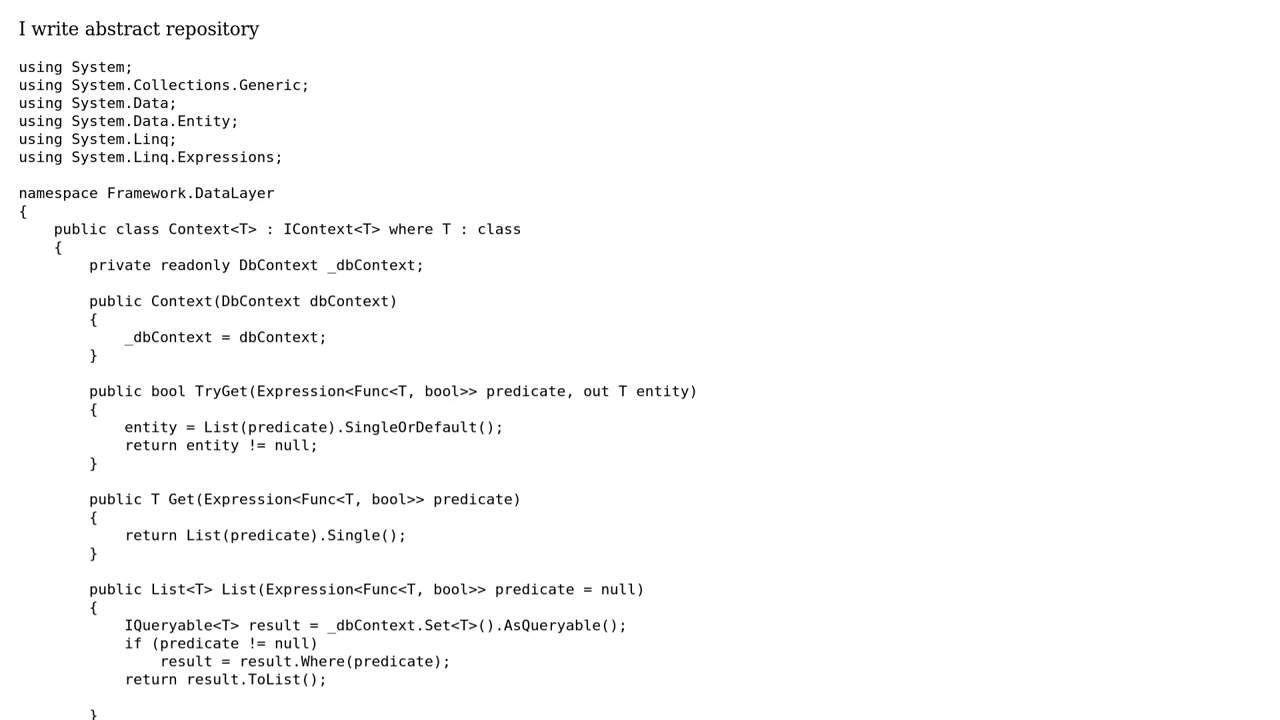 I write abstract repository
using System;
using System.Collections.Generic;
using System.Data;
using System.Data.Entity;
using System.Linq;
using System.Linq.Expressions;
namespace Framework.DataLayer
{
    public class Context<T> : IContext<T> where T : class
    {
        private readonly DbContext _dbContext;
        public Context(DbContext dbContext)
        {
            _dbContext = dbContext;
        }
        public bool TryGet(Expression<Func<T, bool>> predicate, out T entity)
        {
            entity = List(predicate).SingleOrDefault();
            return entity != null;
        }
        public T Get(Expression<Func<T, bool>> predicate)
        {
            return List(predicate).Single();
        }
        public List<T> List(Expression<Func<T, bool>> predicate = null)
        {
            IQueryable<T> result = _dbContext.Set<T>().AsQueryable();
            if (predicate != null)
                result = result.Where(predicate);
            return result.ToList();
        }